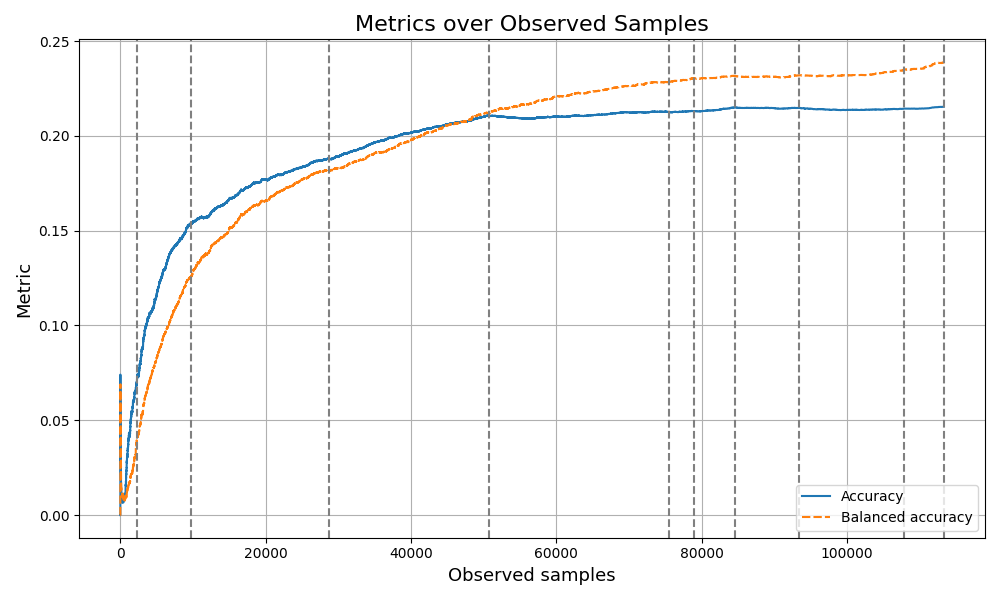 Metrics over Observed Samples
Metric
0.25
0.20
0.15
0.10
0.05
0.00
0
20000
40000
60000
80000
100000
Observed samples
Accuracy
Balanced accuracy